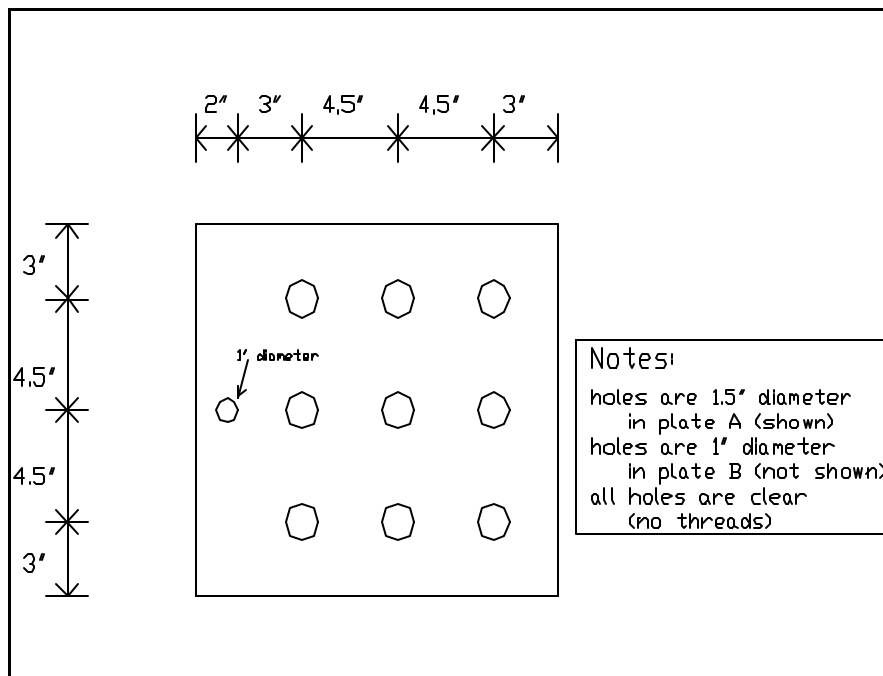 2" 3" 4,5" 4,5" 3"
3"
1" diameter
4.5"
4.5"
3"
Notes:
holes are 1.5" diameter
in plate A (shown)
holes are 1" diameter
in plate B (not shown)
all holes are clear
(no threads)